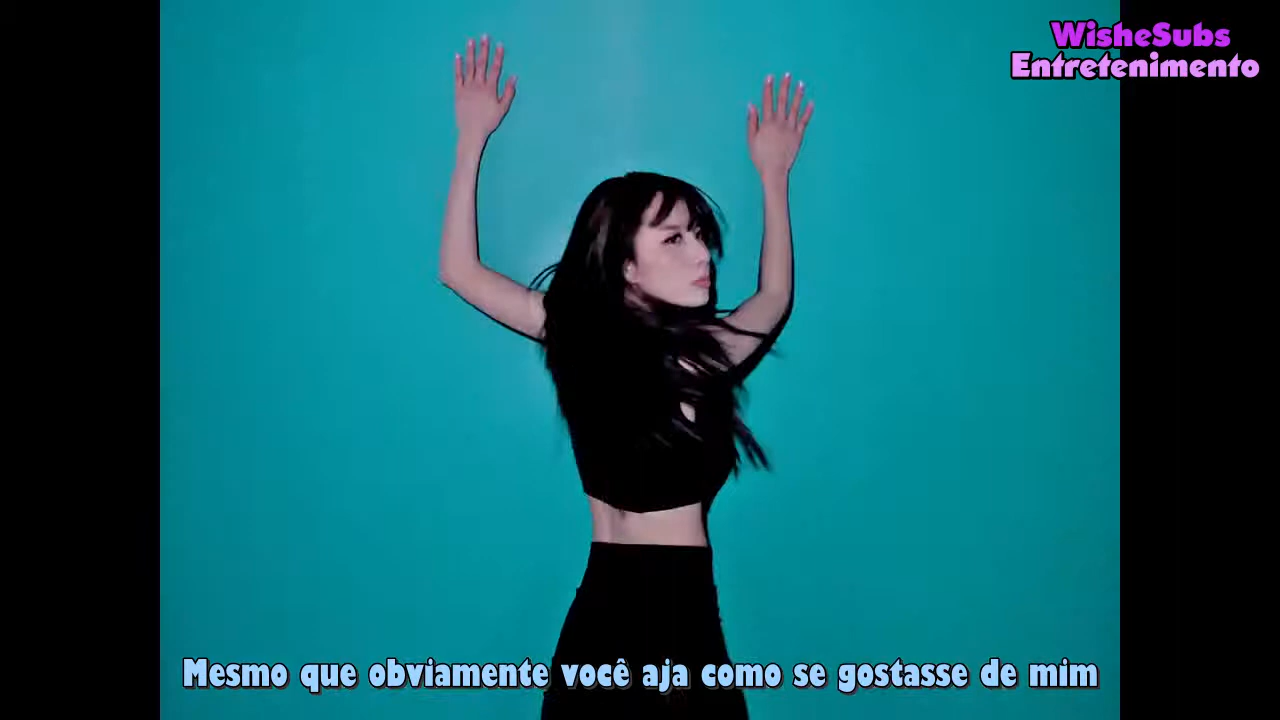 WisheSubs
Entretenimento
Mesmo que obviamente você aja como se gostasse de mim